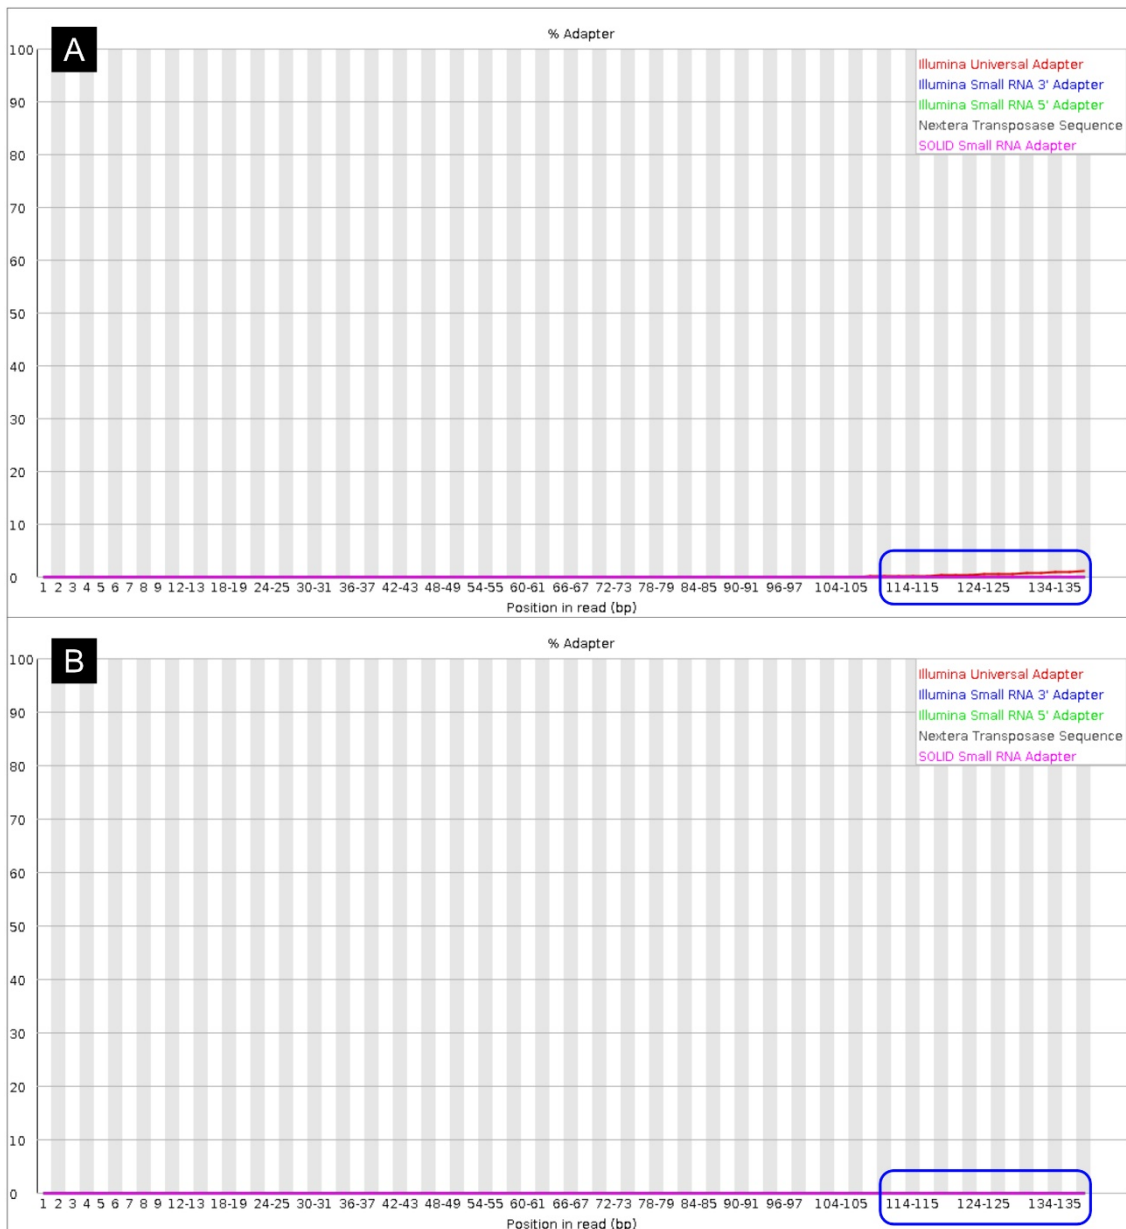 A
% Adapter
100
90
80
70
60
50
40
30
20
10
0
Illumina Universal Adapter
Illumina Small RNA 3' Adapter
Illumina Small RNA 5' Adapter
Nextera Transposase Sequence
SOLID Small RNA Adapter
1 2 3 4 5 6 7 8 9 12-13 18-19 24-25 30-31 36-37 42-43 48-49 54-55 60-61 66-67 72-73 78-79 84-85 90-91 96-97 104-105 114-115 124-125 134-135
Position in read (bp)
B
% Adapter
100
90
80
70
60
50
40
30
20
10
0
Illumina Universal Adapter
Illumina Small RNA 3' Adapter
Illumina Small RNA 5' Adapter
Nextera Transposase Sequence
SOLID Small RNA Adapter
1 2 3 4 5 6 7 8 9 12-13 18-19 24-25 30-31 36-37 42-43 48-49 54-55 60-61 66-67 72-73 78-79 84-85 90-91 96-97 104-105 114-115 124-125 134-135
Position in read (bp)